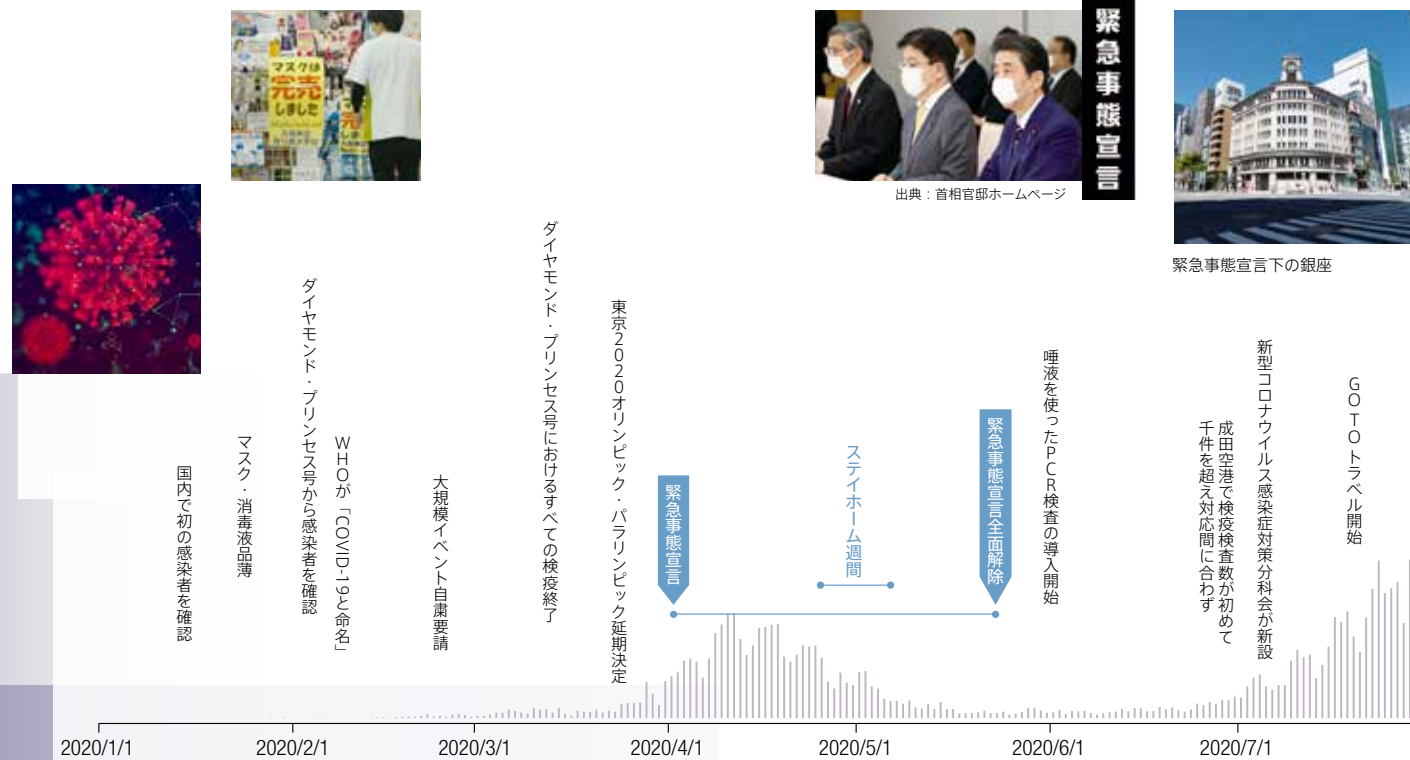 マスクは
完売
しました
緊急事態宣言
出典：首相官邸ホームページ
緊急事態宣言下の銀座
国内で初の感染者を確認
マスク・消毒液品薄
ダイヤモンド・プリンセス号から感染者を確認
WHOが「COVID-19と命名」
大規模イベント自粛要請
ダイヤモンド・プリンセス号におけるすべての検疫終了
東京2020オリンピック・パラリンピック延期決定
緊急事態宣言
ステイホーム週間
緊急事態宣言全面解除
唾液を使ったPCR検査の導入開始
成田空港で検疫検査数が初めて
千件を超え対応間に合わず
新型コロナウイルス感染症対策分科会が新設
GO TO トラベル開始
2020/1/1
2020/2/1
2020/3/1
2020/4/1
2020/5/1
2020/6/1
2020/7/1